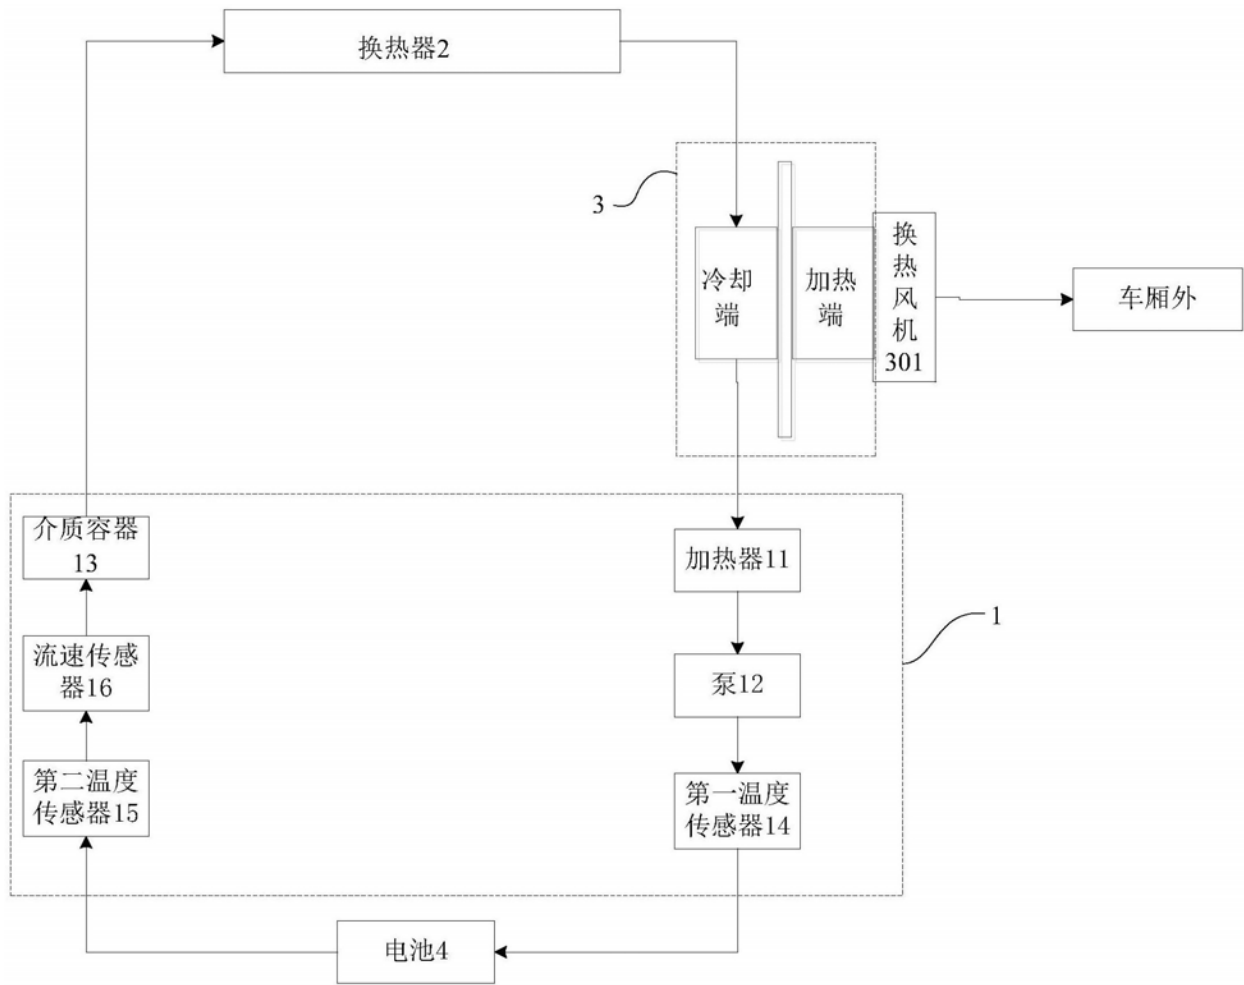 换热器2
3
冷却
端
加热
端
换
热
风
机
301
车厢外
介质容器
13
加热器11
1
流速传感
器16
泵12
第二温度
传感器15
第一温度
传感器14
电池4